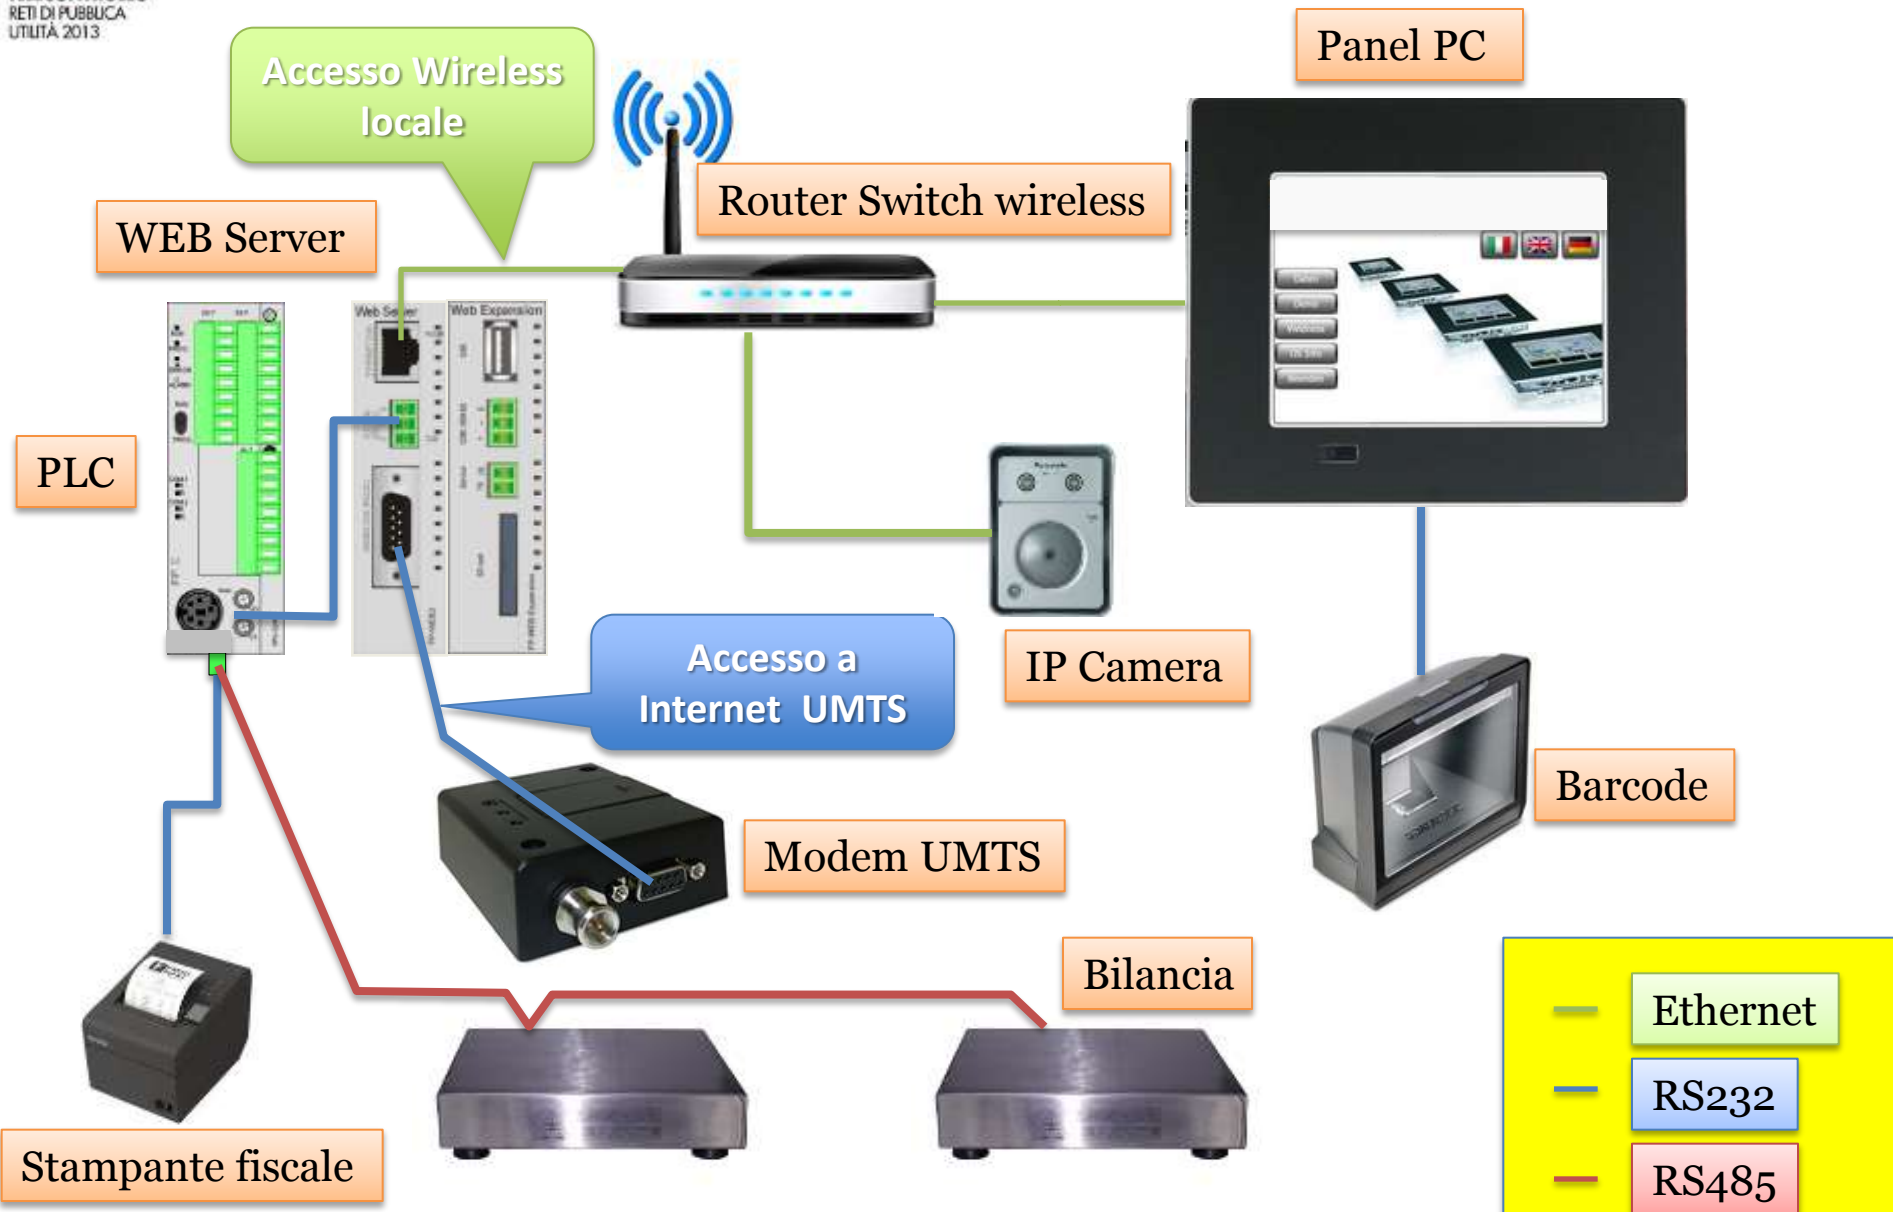 RETI DI PUBBLICA
UTILITÀ 2013
Accesso Wireless
locale
Panel PC
Router Switch wireless
WEB Server
Web Server
Web Expansion
PLC
IP Camera
Accesso a
Internet UMTS
Barcode
Modem UMTS
Bilancia
Stampante fiscale
Ethernet
RS232
RS485